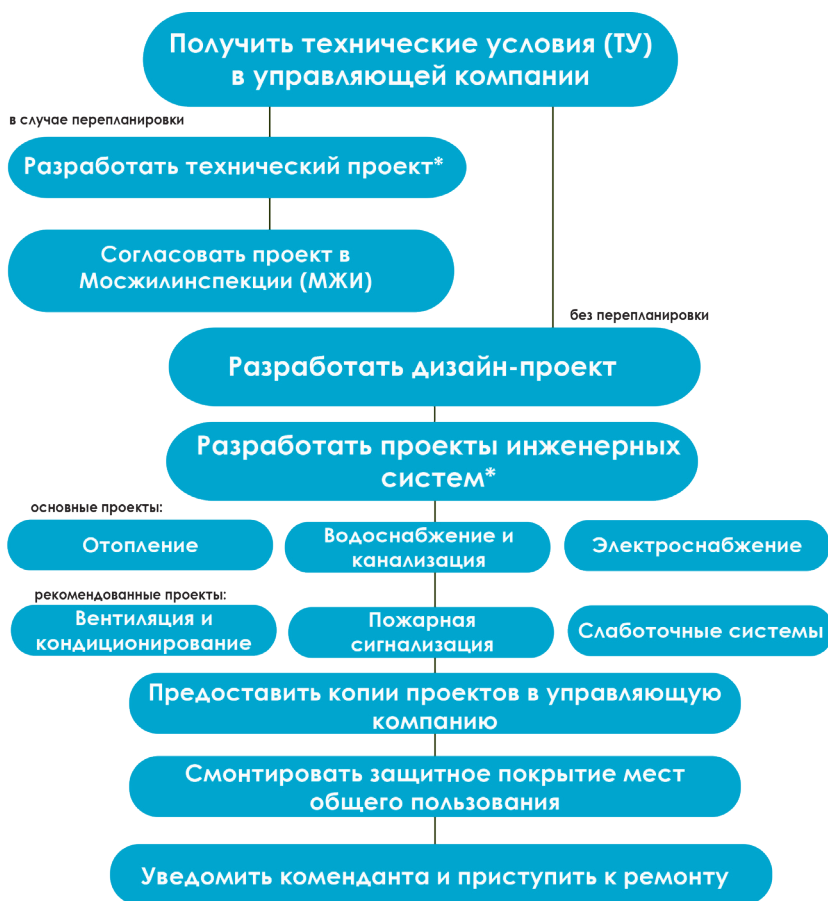 Получить технические условия (ТУ)
в управляющей компании
в случае перепланировки
Разработать технический проект*
Согласовать проект в
Мосжилинспекции (МЖИ)
без перепланировки
Разработать дизайн-проект
Разработать проекты инженерных
систем*
основные проекты:
Отопление
Водоснабжение и
канализация
Электроснабжение
рекомендованные проекты:
Вентиляция и
кондиционирование
Пожарная
сигнализация
Слаботочные системы
Предоставить копии проектов в управляющую
компанию
Смонтировать защитное покрытие мест
общего пользования
Уведомить коменданта и приступить к ремонту